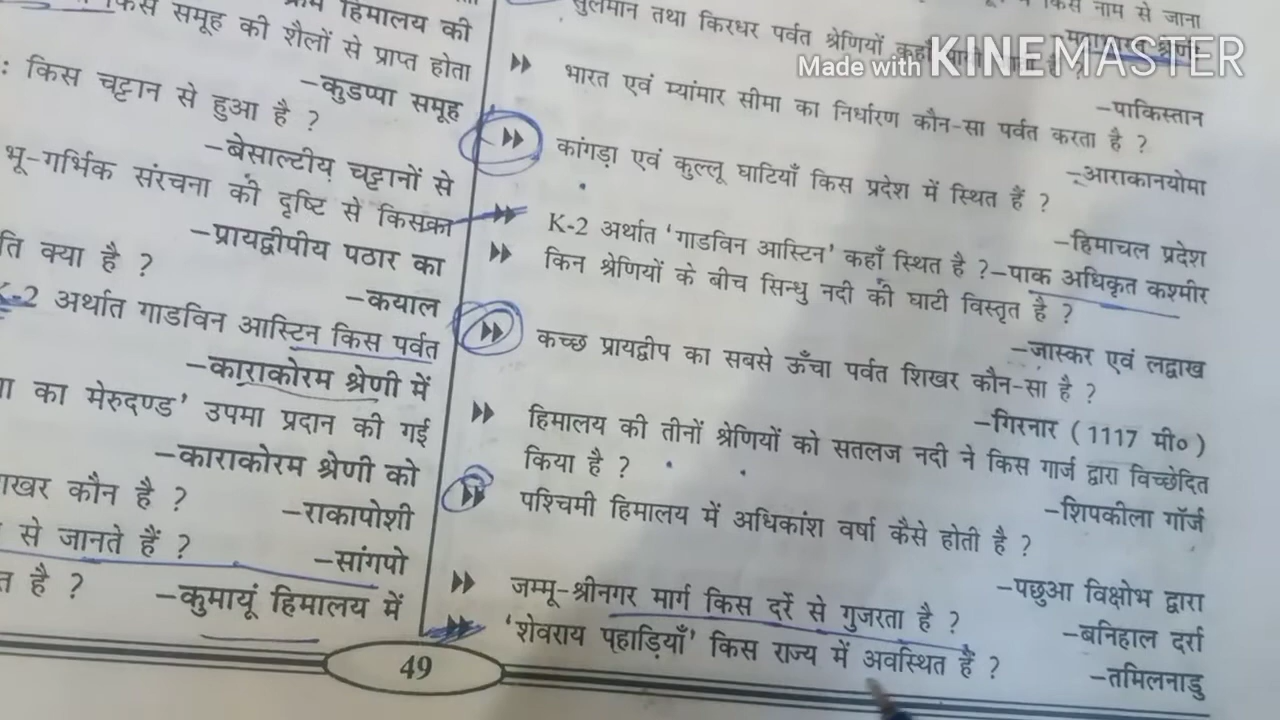 हिमालय की
समूह की शैलों से प्राप्त होता
–कुडप्पा समूह
: किस चट्टान से हुआ है ?
–बेसाल्टीय चट्टानों से
भू–गर्भिक संरचना की दृष्टि से किसका
–प्रायद्वीपीय पठार का
ति क्या है ?
–कयाल
K-2 अर्थात गाडविन आस्टिन किस पर्वत
–काराकोरम श्रेणी में
का मेरुदण्ड’ उपमा प्रदान की गई
–काराकोरम श्रेणी को
कौन है ?
–राकापोशी
से जानते हैं ?
–सांगपो
त है ?
–कुमायूं हिमालय में
49
किस नाम से जाना
सुलेमान तथा किरधर पर्वत श्रेणियों
Made with KINEMASTER
–पाकिस्तान
भारत एवं म्यांमार सीमा का निर्धारण कौन–सा पर्वत करता है ?
–आराकानयोमा
कांगड़ा एवं कुल्लू घाटियाँ किस प्रदेश में स्थित हैं ?
–हिमाचल प्रदेश
K-2 अर्थात ‘गाडविन आस्टिन’ कहाँ स्थित है ?–पाक अधिकृत कश्मीर
किन श्रेणियों के बीच सिन्धु नदी की घाटी विस्तृत है ?
–जास्कर एवं लद्दाख
कच्छ प्रायद्वीप का सबसे ऊँचा पर्वत शिखर कौन–सा है ?
–गिरनार (1117 मी०)
हिमालय की तीनों श्रेणियों को सतलज नदी ने किस गार्ज द्वारा विच्छेदित
किया है ?
–शिपकीला गॉर्ज
पश्चिमी हिमालय में अधिकांश वर्षा कैसे होती है ?
–पछुआ विक्षोभ द्वारा
जम्मू–श्रीनगर मार्ग किस दर्रे से गुजरता है ?
–बनिहाल दर्रा
‘शेवराय पहाड़ियाँ’ किस राज्य में अवस्थित हैं ?
–तमिलनाडु